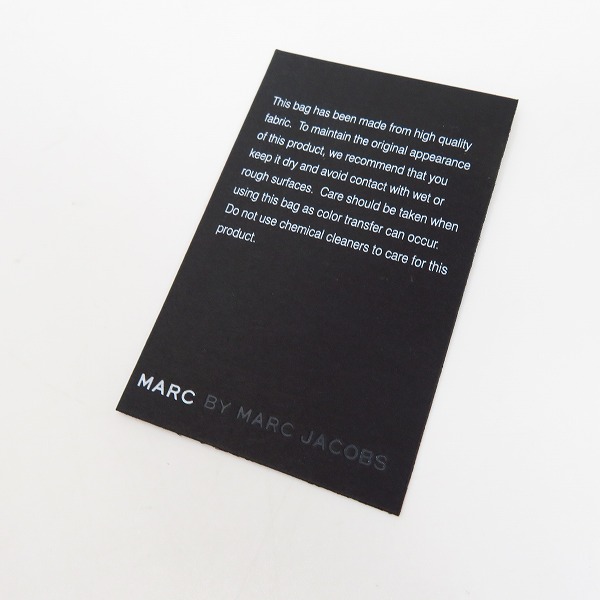 This bag has been made from high quality
fabric.  To maintain the original appearance
of this product, we recommend that you
keep it dry and avoid contact with wet or
rough surfaces.  Care should be taken when
using this bag as color transfer can occur.
Do not use chemical cleaners to care for this
product.
MARC BY MARC JACOBS